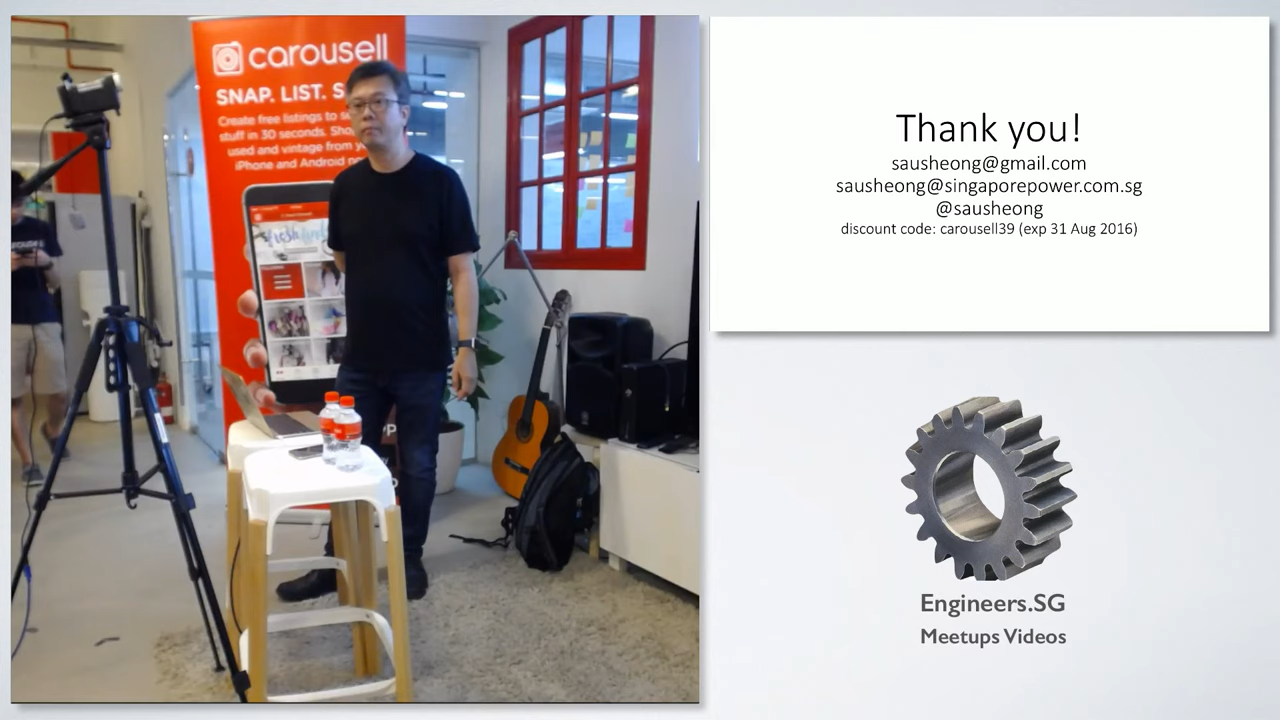 carousell
SNAP. LIST. S
Create free listings to s
stuff in 30 seconds. Sho
used and vintage from y
iPhone and Android
Thank you!
sausheong@gmail.com
sausheong@singaporepower.com.sg
@sausheong
discount code: carousell39 (exp 31 Aug 2016)
Engineers.SG
Meetups Videos